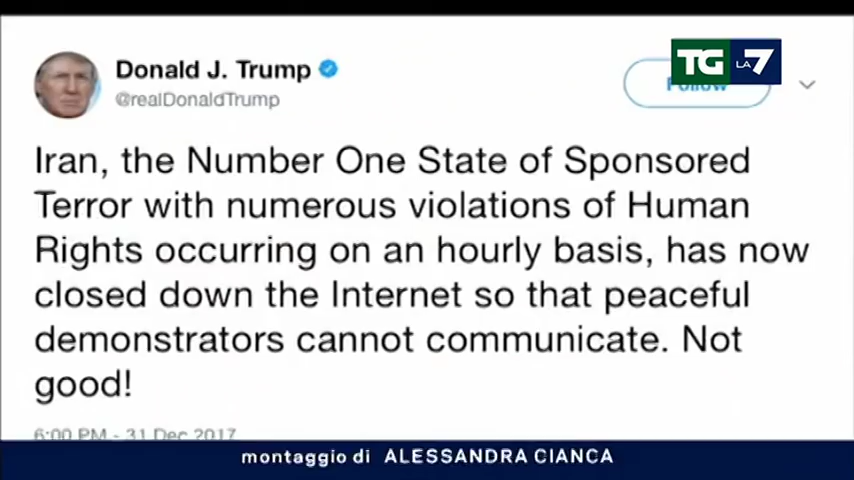 Donald J. Trump
@realDonaldTrump
Follow
TG LA 7
Iran, the Number One State of Sponsored
Terror with numerous violations of Human
Rights occurring on an hourly basis, has now
closed down the Internet so that peaceful
demonstrators cannot communicate. Not
good!
6:00 PM - 31 Dec 2017
montaggio di ALESSANDRA CIANCA